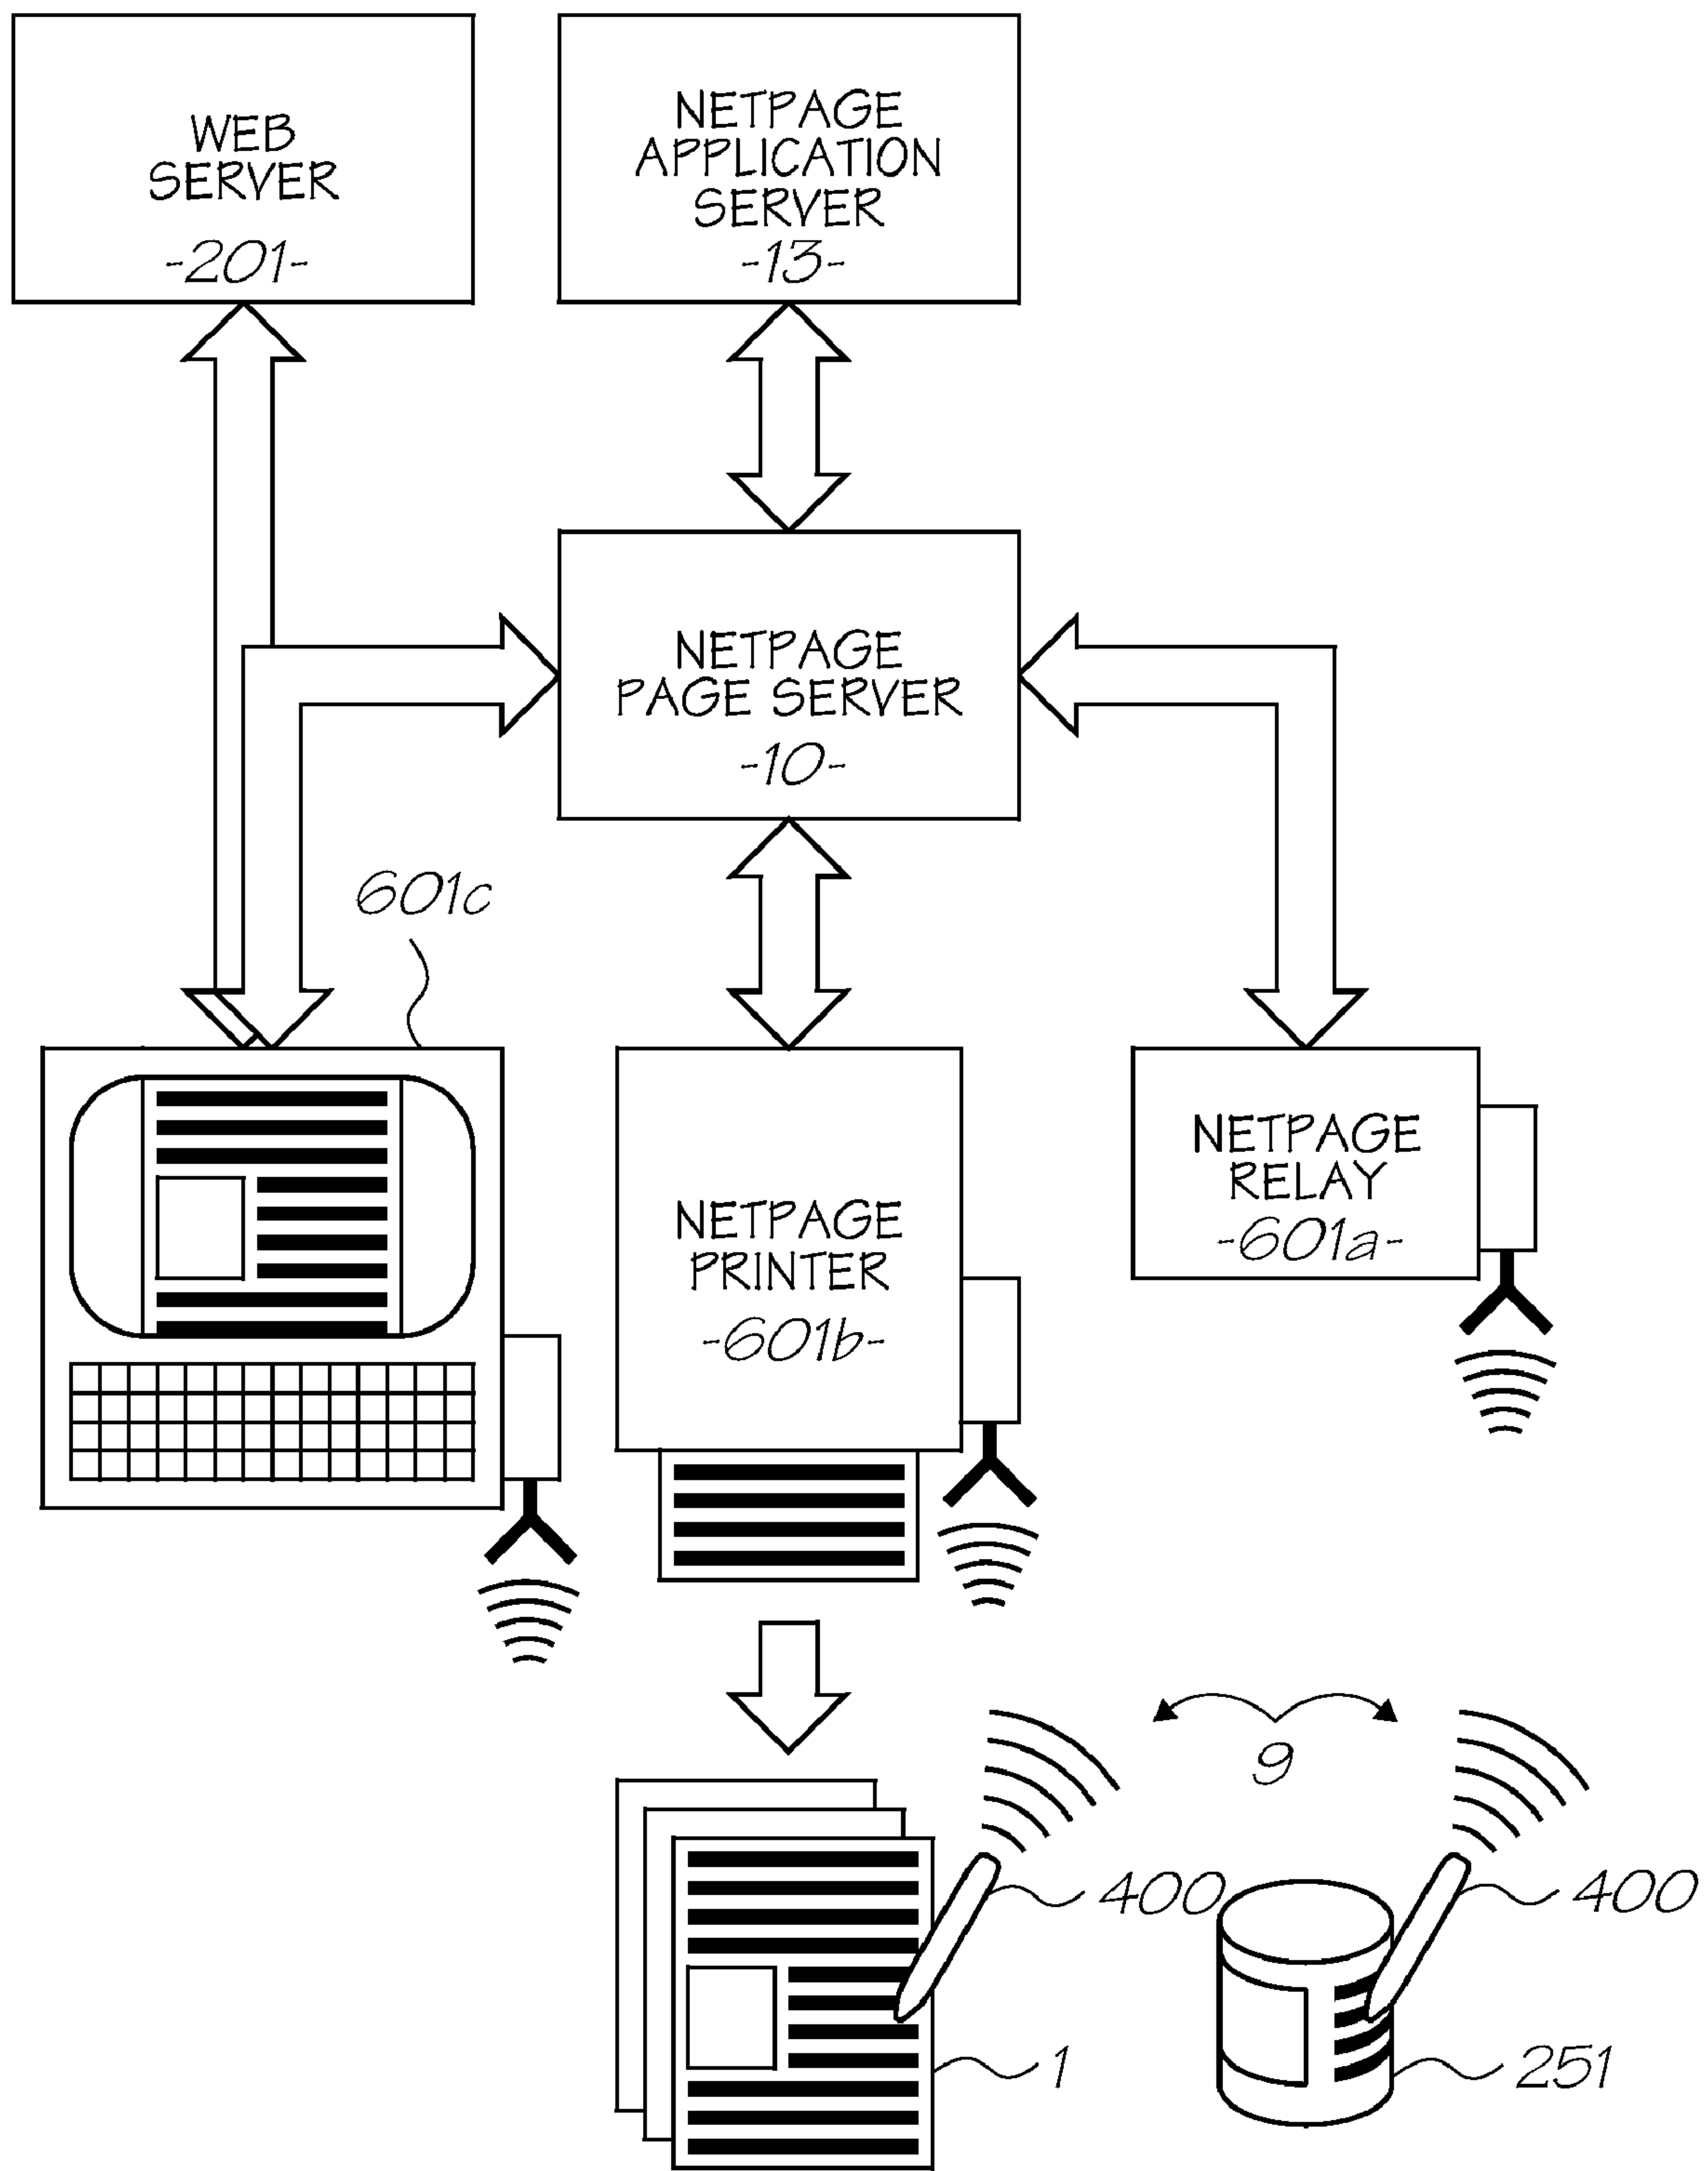 WEB
SERVER
-201-
NETPAGE
APPLICATION
SERVER
-13-
NETPAGE
PAGE SERVER
-10-
601c
NETPAGE
PRINTER
-601b-
NETPAGE
RELAY
-601a-
9
400
400
1
251